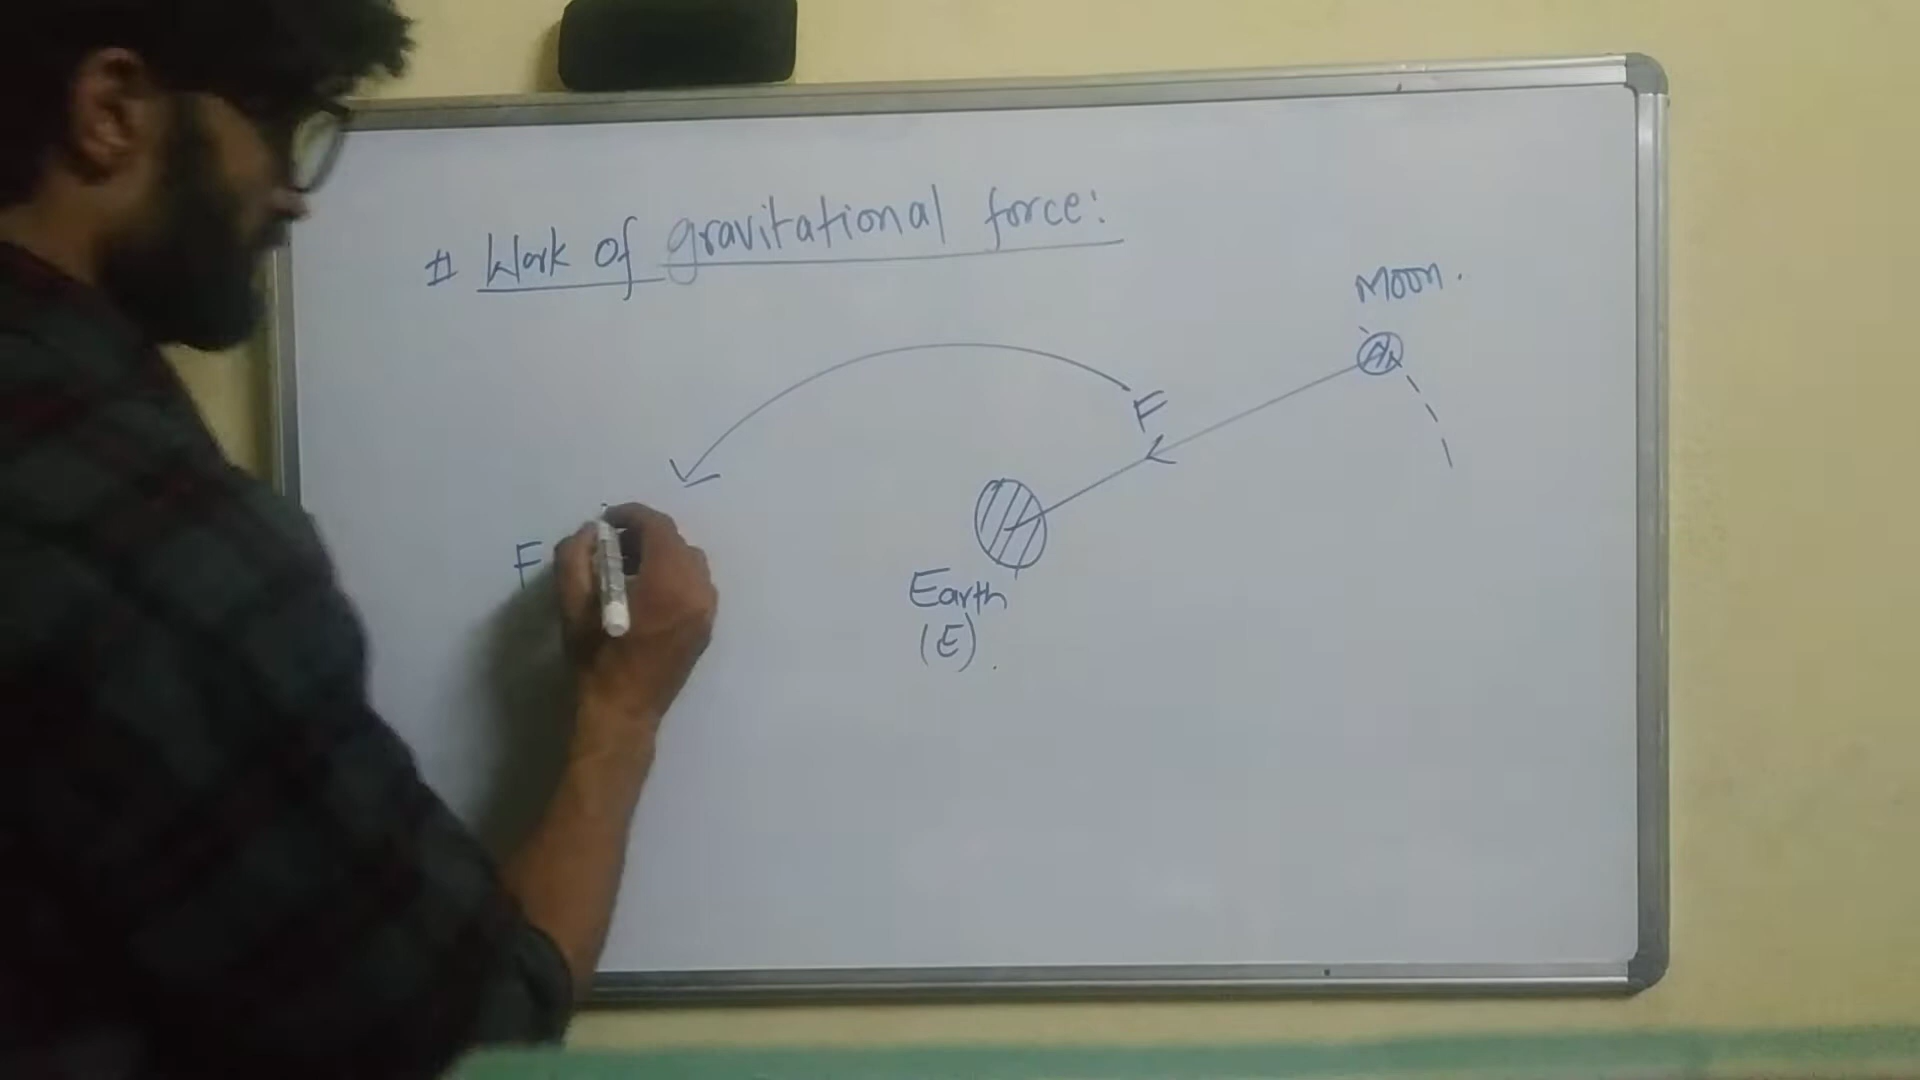 # Work of gravitational force:
Moon.
F
F
Earth
(E)